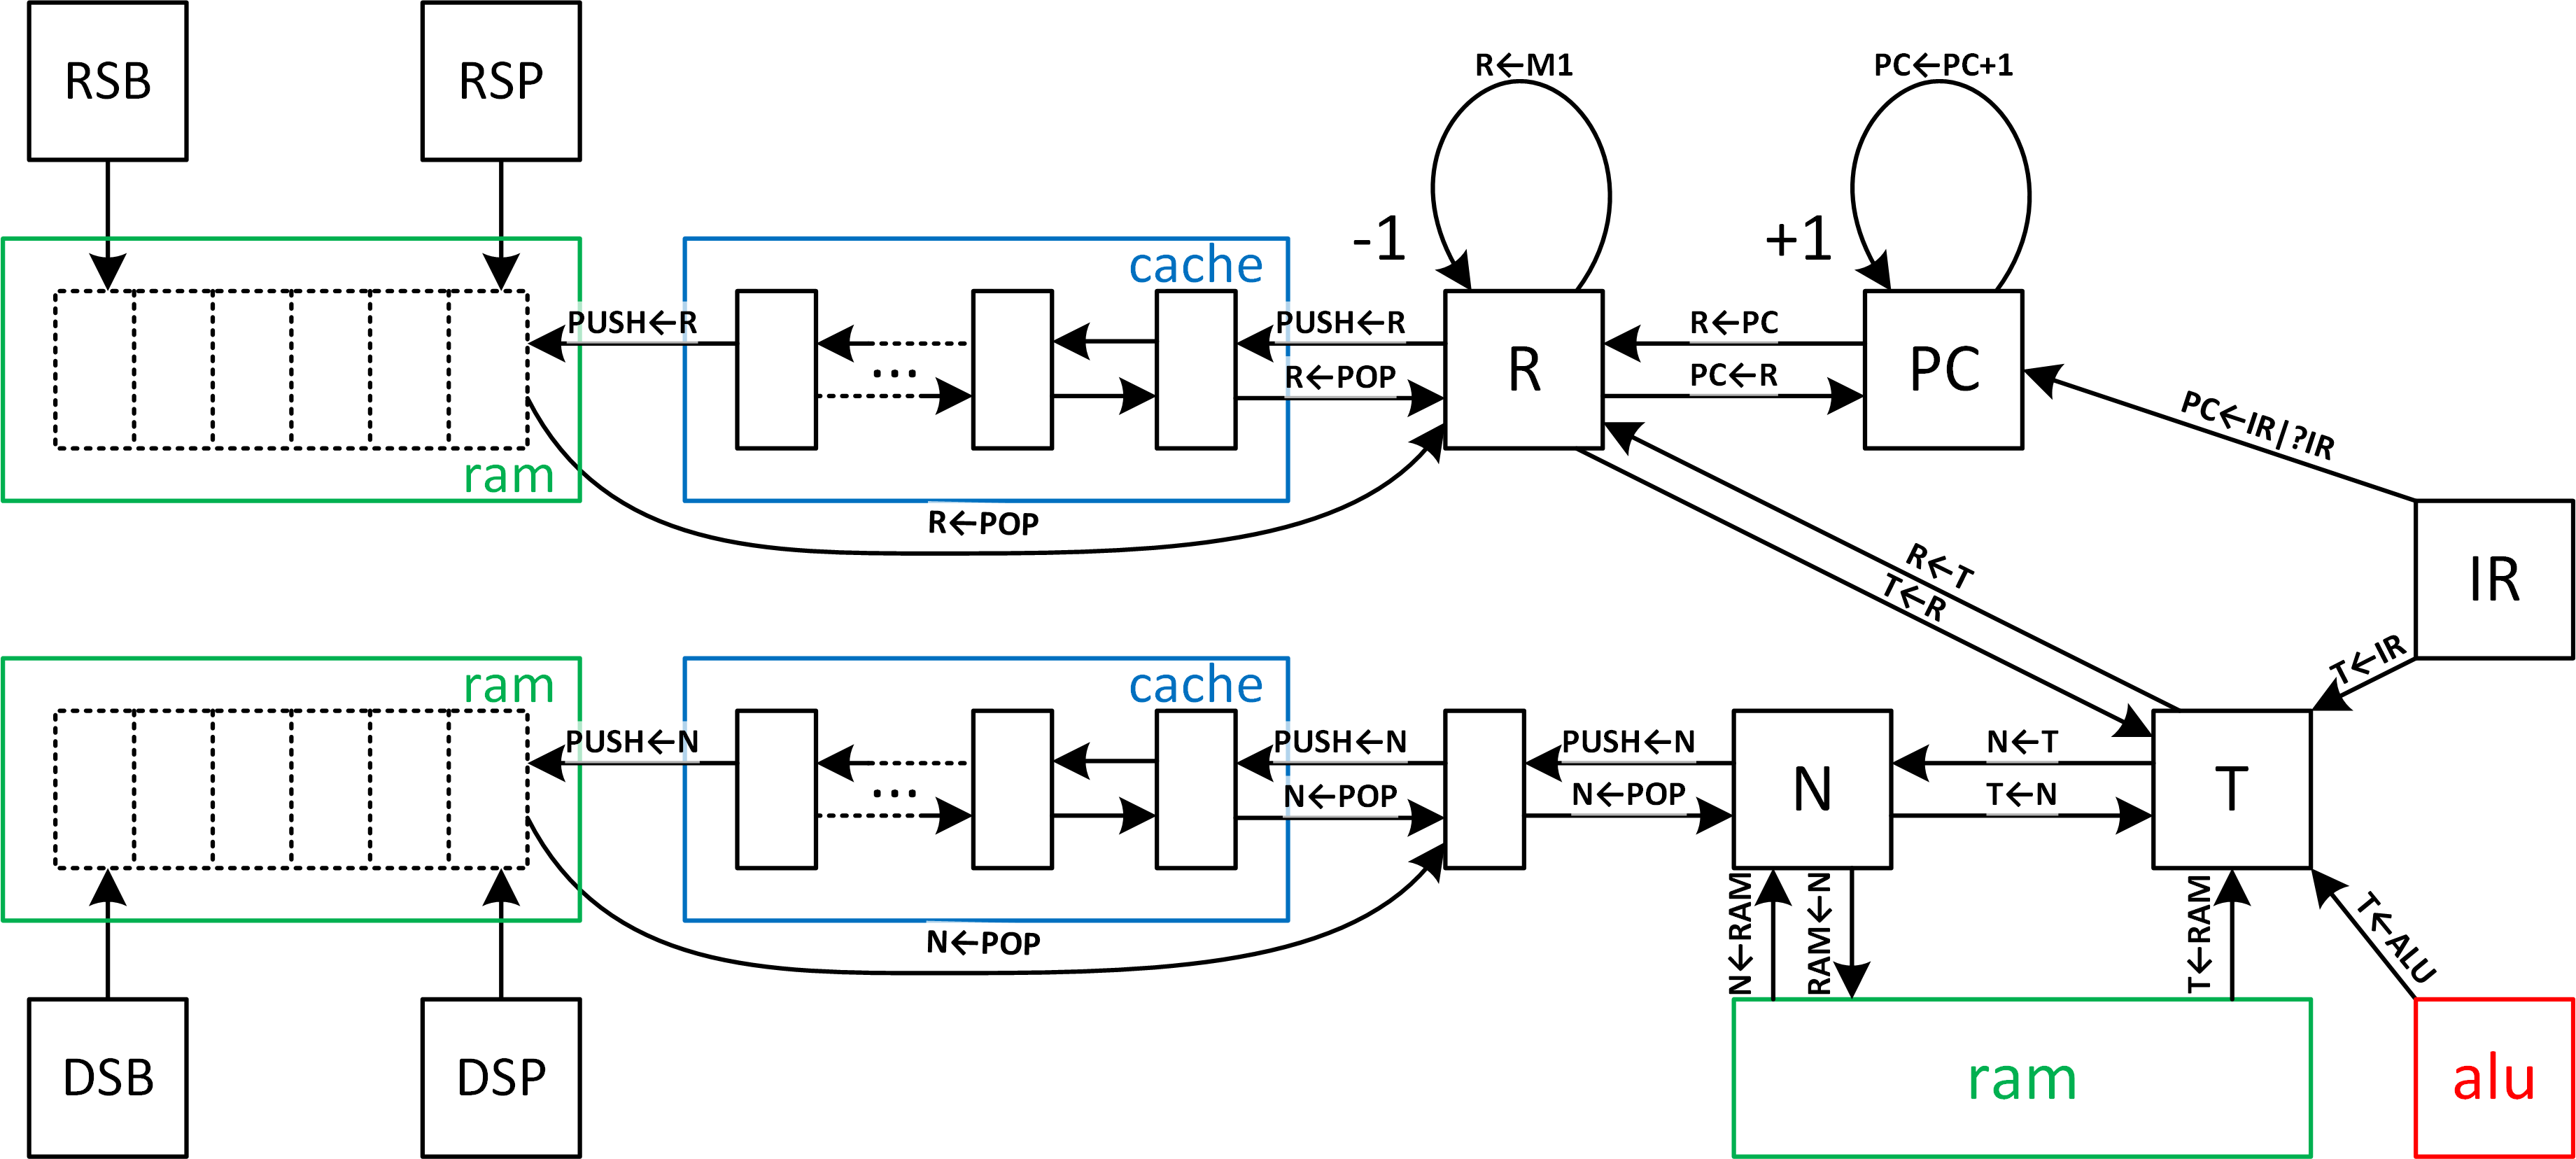 RSB
RSP
R←M1
PC←PC+1
-1
+1
cache
PUSH←R
PUSH←R
R←PC
...
R←POP
R
PC←R
PC
PC←IR|?IR
ram
R←POP
IR
R←T
T←R
T←IR
ram
cache
PUSH←N
PUSH←N
PUSH←N
N←T
...
N←POP
N←POP
N
T←N
T
N←POP
N←RAM
RAM←N
T←RAM
T←ALU
DSB
DSP
ram
alu